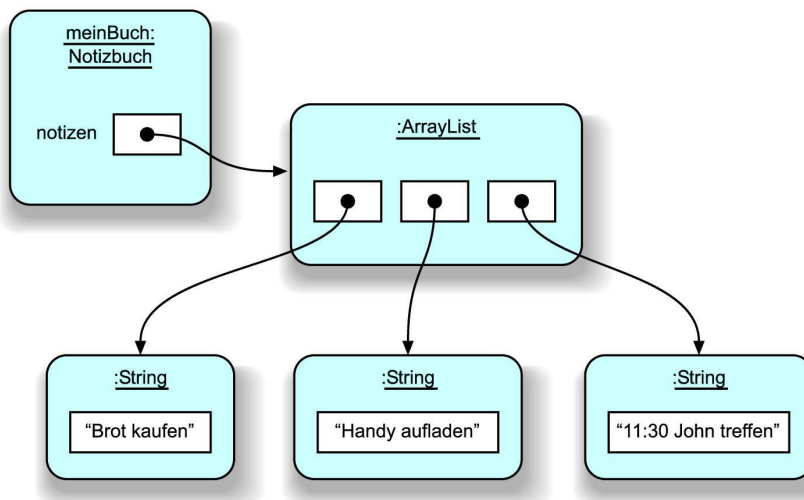 meinBuch:
Notizbuch
notizen
:ArrayList
:String
“Brot kaufen”
:String
“Handy aufladen”
:String
“11:30 John treffen”